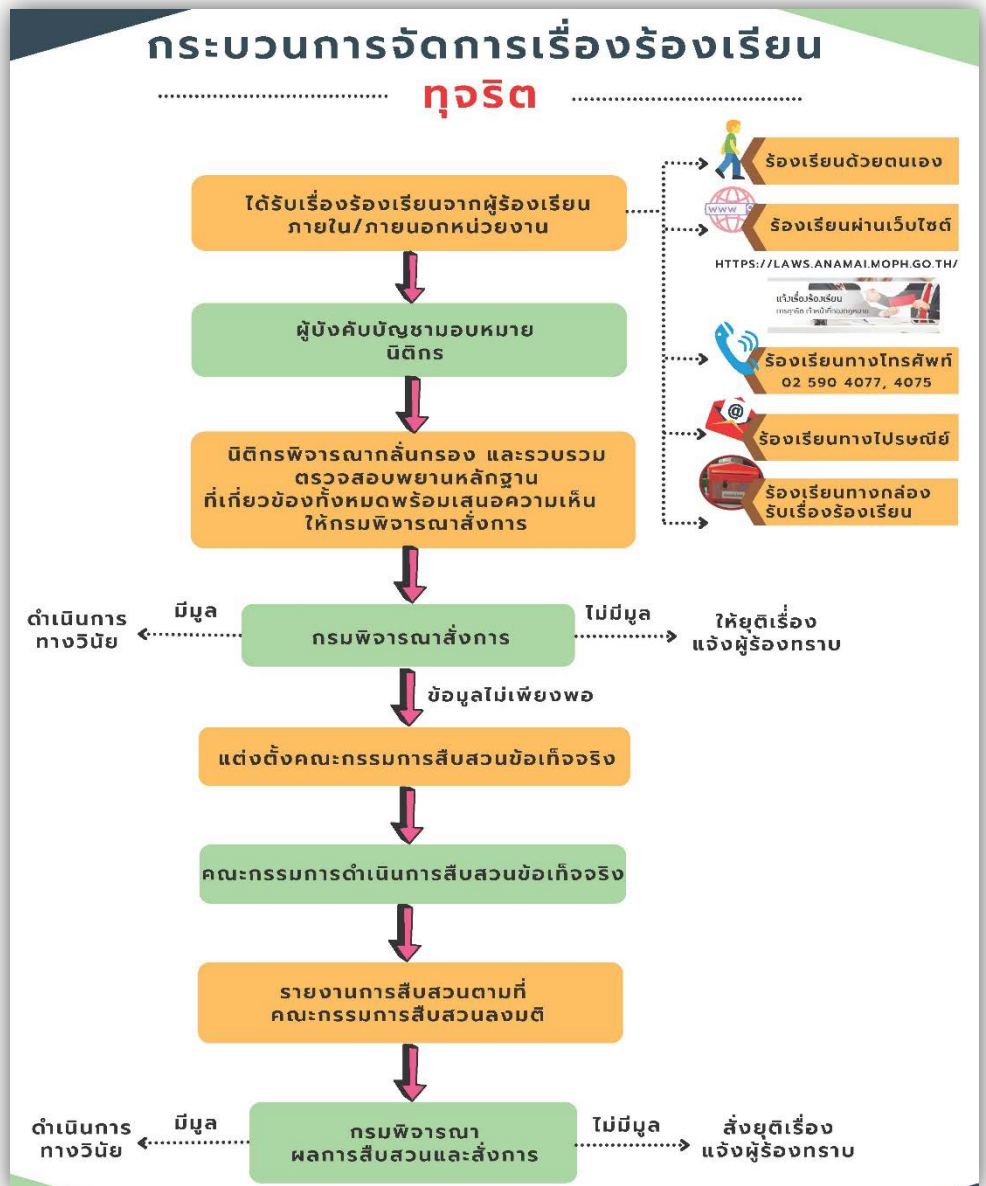 กระบวนการจัดการเรื่องร้องเรียน
ทุจริต
ได้รับเรื่องร้องเรียนจากผู้ร้องเรียน
ภายใน/ภายนอกหน่วยงาน
ร้องเรียนด้วยตนเอง
WWW
ร้องเรียนผ่านเว็บไซต์
HTTPS://LAWS.ANAMAI.MOPH.GO.TH/
แจ้งเรื่องร้องเรียน
ร้องเรียนทางโทรศัพท์
02 590 4077, 4075
@
ร้องเรียนทางไปรษณีย์
ร้องเรียนทางกล่อง
รับเรื่องร้องเรียน
ผู้บังคับบัญชามอบหมาย
นิติกร
นิติกรพิจารณากลั่นกรอง และรวบรวม
ตรวจสอบพยานหลักฐาน
ที่เกี่ยวข้องทั้งหมดพร้อมเสนอความเห็น
ให้กรมพิจารณาสั่งการ
ดำเนินการ
ทางวินัย
มีมูล
กรมพิจารณาสั่งการ
ไม่มีมูล
ให้ยุติเรื่อง
แจ้งผู้ร้องทราบ
ข้อมูลไม่เพียงพอ
แต่งตั้งคณะกรรมการสืบสวนข้อเท็จจริง
คณะกรรมการดำเนินการสืบสวนข้อเท็จจริง
รายงานการสืบสวนตามที่
คณะกรรมการสืบสวนลงมติ
ดำเนินการ
ทางวินัย
มีมูล
กรมพิจารณา
ผลการสืบสวนและสั่งการ
ไม่มีมูล
สั่งยุติเรื่อง
แจ้งผู้ร้องทราบ